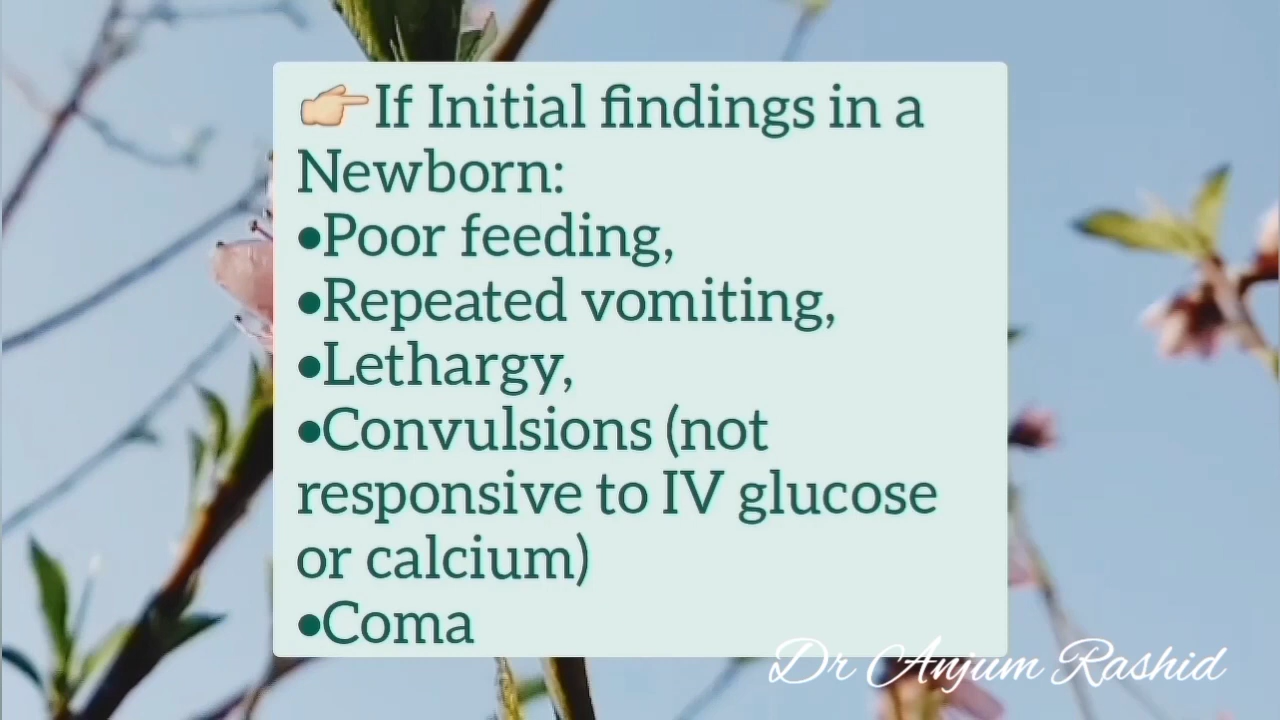 👉If Initial findings in a
Newborn:
•Poor feeding,
•Repeated vomiting,
•Lethargy,
•Convulsions (not
responsive to IV glucose
or calcium)
•Coma
Dr Anjum Rashid